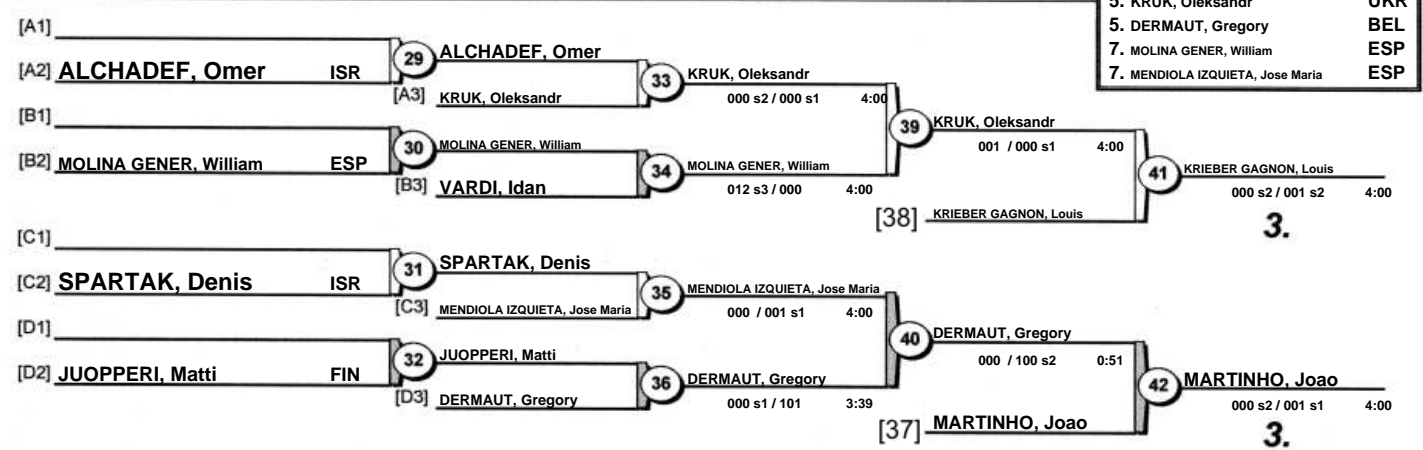 5. KRUK, Oleksandr UKR
5. DERMAUT, Gregory BEL
7. MOLINA GENER, William ESP
7. MENDIOLA IZQUIETA, Jose Maria ESP
[A1]
[A2] ALCHADEF, Omer ISR
29
ALCHADEF, Omer
[A3] KRUK, Oleksandr
33
KRUK, Oleksandr
000 s2 / 000 s1 4:00
[B1]
[B2] MOLINA GENER, William ESP
30
MOLINA GENER, William
[B3] VARDI, Idan
34
MOLINA GENER, William
012 s3 / 000 4:00
39
KRUK, Oleksandr
001 / 000 s1 4:00
[38] KRIEBER GAGNON, Louis
41
KRIEBER GAGNON, Louis
000 s2 / 001 s2 4:00
3.
[C1]
[C2] SPARTAK, Denis ISR
31
SPARTAK, Denis
[C3] MENDIOLA IZQUIETA, Jose Maria
35
MENDIOLA IZQUIETA, Jose Maria
000 / 001 s1 4:00
[D1]
[D2] JUOPPERI, Matti FIN
32
JUOPPERI, Matti
[D3] DERMAUT, Gregory
36
DERMAUT, Gregory
000 s1 / 101 3:39
40
DERMAUT, Gregory
000 / 100 s2 0:51
[37] MARTINHO, Joao
42
MARTINHO, Joao
000 s2 / 001 s1 4:00
3.